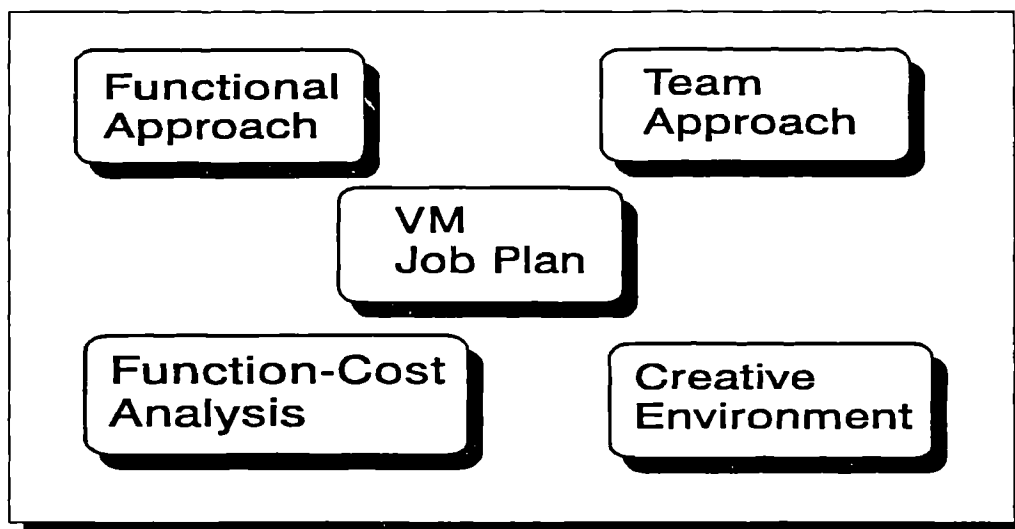 Functional
Approach
Team
Approach
VM
Job Plan
Function-Cost
Analysis
Creative
Environment